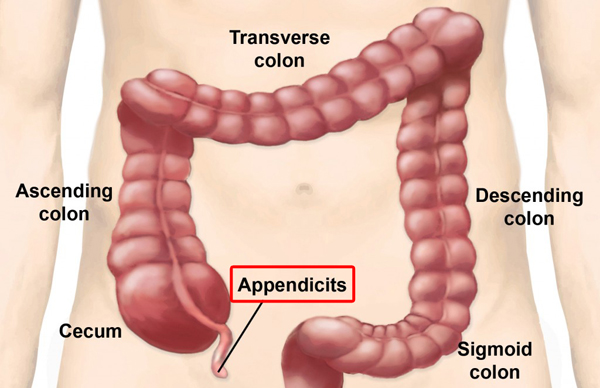 Transverse
colon
Ascending
colon
Descending
colon
Appendicits
Cecum
Sigmoid
colon